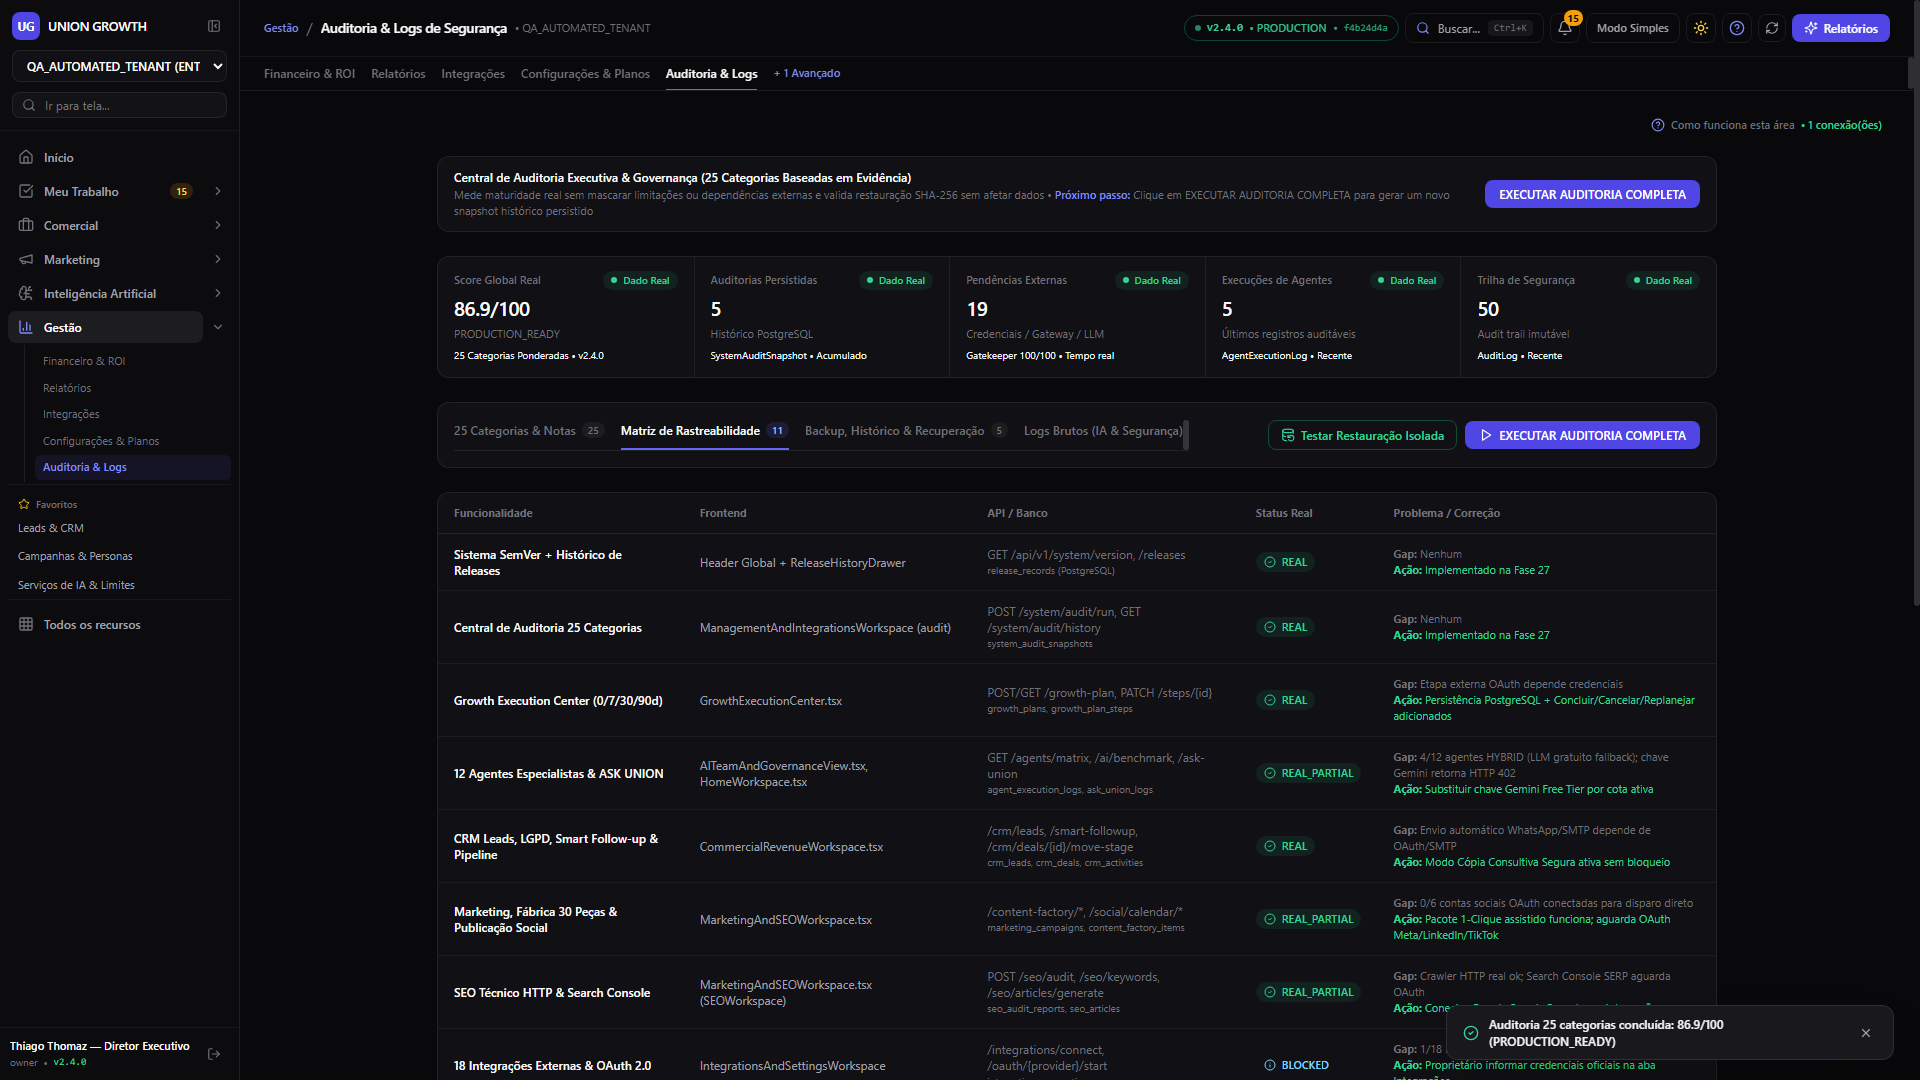 UG UNION GROWTH
QA_AUTOMATED_TENANT (ENT
Ir para tela...
Início
Meu Trabalho 15
Comercial
Marketing
Inteligência Artificial
Gestão
Financeiro & ROI
Relatórios
Integrações
Configurações & Planos
Auditoria & Logs
Favoritos
Leads & CRM
Campanhas & Personas
Serviços de IA & Limites
Todos os recursos
Thiago Thomaz — Diretor Executivo
owner • v2.4.0
Gestão / Auditoria & Logs de Segurança • QA_AUTOMATED_TENANT
v2.4.0 • PRODUCTION • f4b24d4a
Buscar... Ctrl+K
15
Modo Simples
Relatórios
Financeiro & ROI Relatórios Integrações Configurações & Planos Auditoria & Logs + 1 Avançado
Como funciona esta área • 1 conexão(ões)
Central de Auditoria Executiva & Governança (25 Categorias Baseadas em Evidência)
Mede maturidade real sem mascarar limitações ou dependências externas e valida restauração SHA-256 sem afetar dados • Próximo passo: Clique em EXECUTAR AUDITORIA COMPLETA para gerar um novo
snapshot histórico persistido
EXECUTAR AUDITORIA COMPLETA
Score Global Real Dado Real
86.9/100
PRODUCTION_READY
25 Categorias Ponderadas • v2.4.0
Auditorias Persistidas Dado Real
5
Histórico PostgreSQL
SystemAuditSnapshot • Acumulado
Pendências Externas Dado Real
19
Credenciais / Gateway / LLM
Gatekeeper 100/100 • Tempo real
Execuções de Agentes Dado Real
5
Últimos registros auditáveis
AgentExecutionLog • Recente
Trilha de Segurança Dado Real
50
Audit trail imutável
AuditLog • Recente
25 Categorias & Notas 25 Matriz de Rastreabilidade 11 Backup, Histórico & Recuperação 5 Logs Brutos (IA & Segurança)
Testar Restauração Isolada
EXECUTAR AUDITORIA COMPLETA
Funcionalidade Frontend API / Banco Status Real Problema / Correção
Sistema SemVer + Histórico de
Releases
Header Global + ReleaseHistoryDrawer
GET /api/v1/system/version, /releases
release_records (PostgreSQL)
REAL
Gap: Nenhum
Ação: Implementado na Fase 27
Central de Auditoria 25 Categorias
ManagementAndIntegrationsWorkspace (audit)
POST /system/audit/run, GET
/system/audit/history
system_audit_snapshots
REAL
Gap: Nenhum
Ação: Implementado na Fase 27
Growth Execution Center (0/7/30/90d)
GrowthExecutionCenter.tsx
POST/GET /growth-plan, PATCH /steps/{id}
growth_plans, growth_plan_steps
REAL
Gap: Etapa externa OAuth depende credenciais
Ação: Persistência PostgreSQL + Concluir/Cancelar/Replanejar
adicionados
12 Agentes Especialistas & ASK UNION
AITeamAndGovernanceView.tsx,
HomeWorkspace.tsx
GET /agents/matrix, /ai/benchmark, /ask-
union
agent_execution_logs, ask_union_logs
REAL_PARTIAL
Gap: 4/12 agentes HYBRID (LLM gratuito fallback); chave
Gemini retorna HTTP 402
Ação: Substituir chave Gemini Free Tier por cota ativa
CRM Leads, LGPD, Smart Follow-up &
Pipeline
CommercialRevenueWorkspace.tsx
/crm/leads, /smart-followup,
/crm/deals/{id}/move-stage
crm_leads, crm_deals, crm_activities
REAL
Gap: Envio automático WhatsApp/SMTP depende de
OAuth/SMTP
Ação: Modo Cópia Consultiva Segura ativa sem bloqueio
Marketing, Fábrica 30 Peças &
Publicação Social
MarketingAndSEOWorkspace.tsx
/content-factory/*, /social/calendar/*
marketing_campaigns, content_factory_items
REAL_PARTIAL
Gap: 0/6 contas sociais OAuth conectadas para disparo direto
Ação: Pacote 1-Clique assistido funciona; aguarda OAuth
Meta/LinkedIn/TikTok
SEO Técnico HTTP & Search Console
MarketingAndSEOWorkspace.tsx
(SEOWorkspace)
POST /seo/audit, /seo/keywords,
/seo/articles/generate
seo_audit_reports, seo_articles
REAL_PARTIAL
Gap: Crawler HTTP real ok; Search Console SERP aguarda
OAuth
Ação:
18 Integrações Externas & OAuth 2.0
IntegrationsAndSettingsWorkspace
/integrations/connect,
/oauth/{provider}/start
BLOCKED
Gap: 1/18
Ação: Proprietário informar credenciais oficiais na aba
Auditoria 25 categorias concluída: 86.9/100
(PRODUCTION_READY)